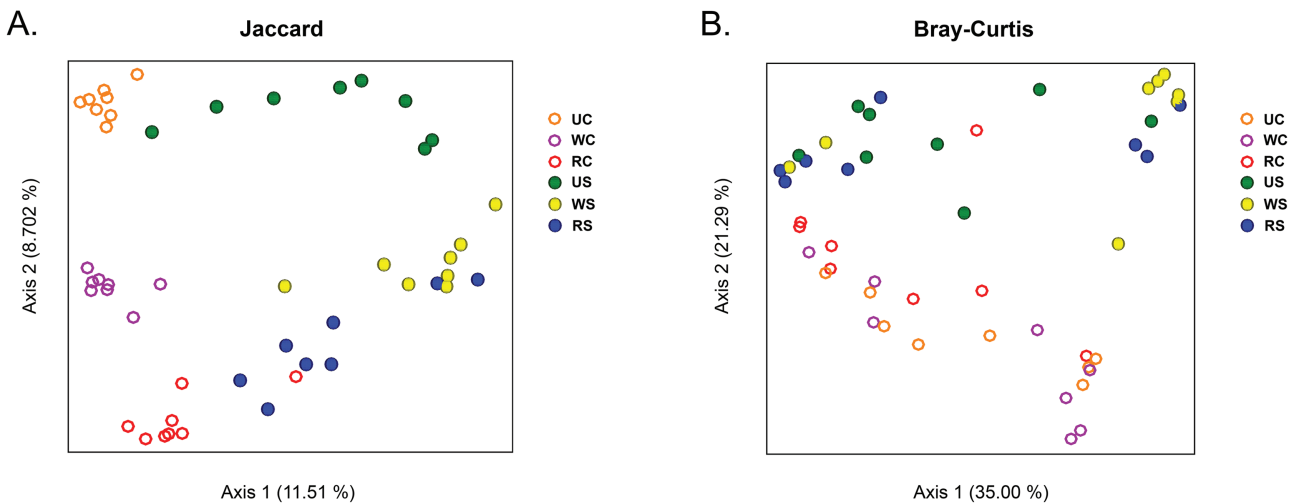 A.
Jaccard
Axis 2 (8.702 %)
Axis 1 (11.51 %)
UC
WC
RC
US
WS
RS
B.
Bray-Curtis
Axis 2 (21.29 %)
Axis 1 (35.00 %)
UC
WC
RC
US
WS
RS